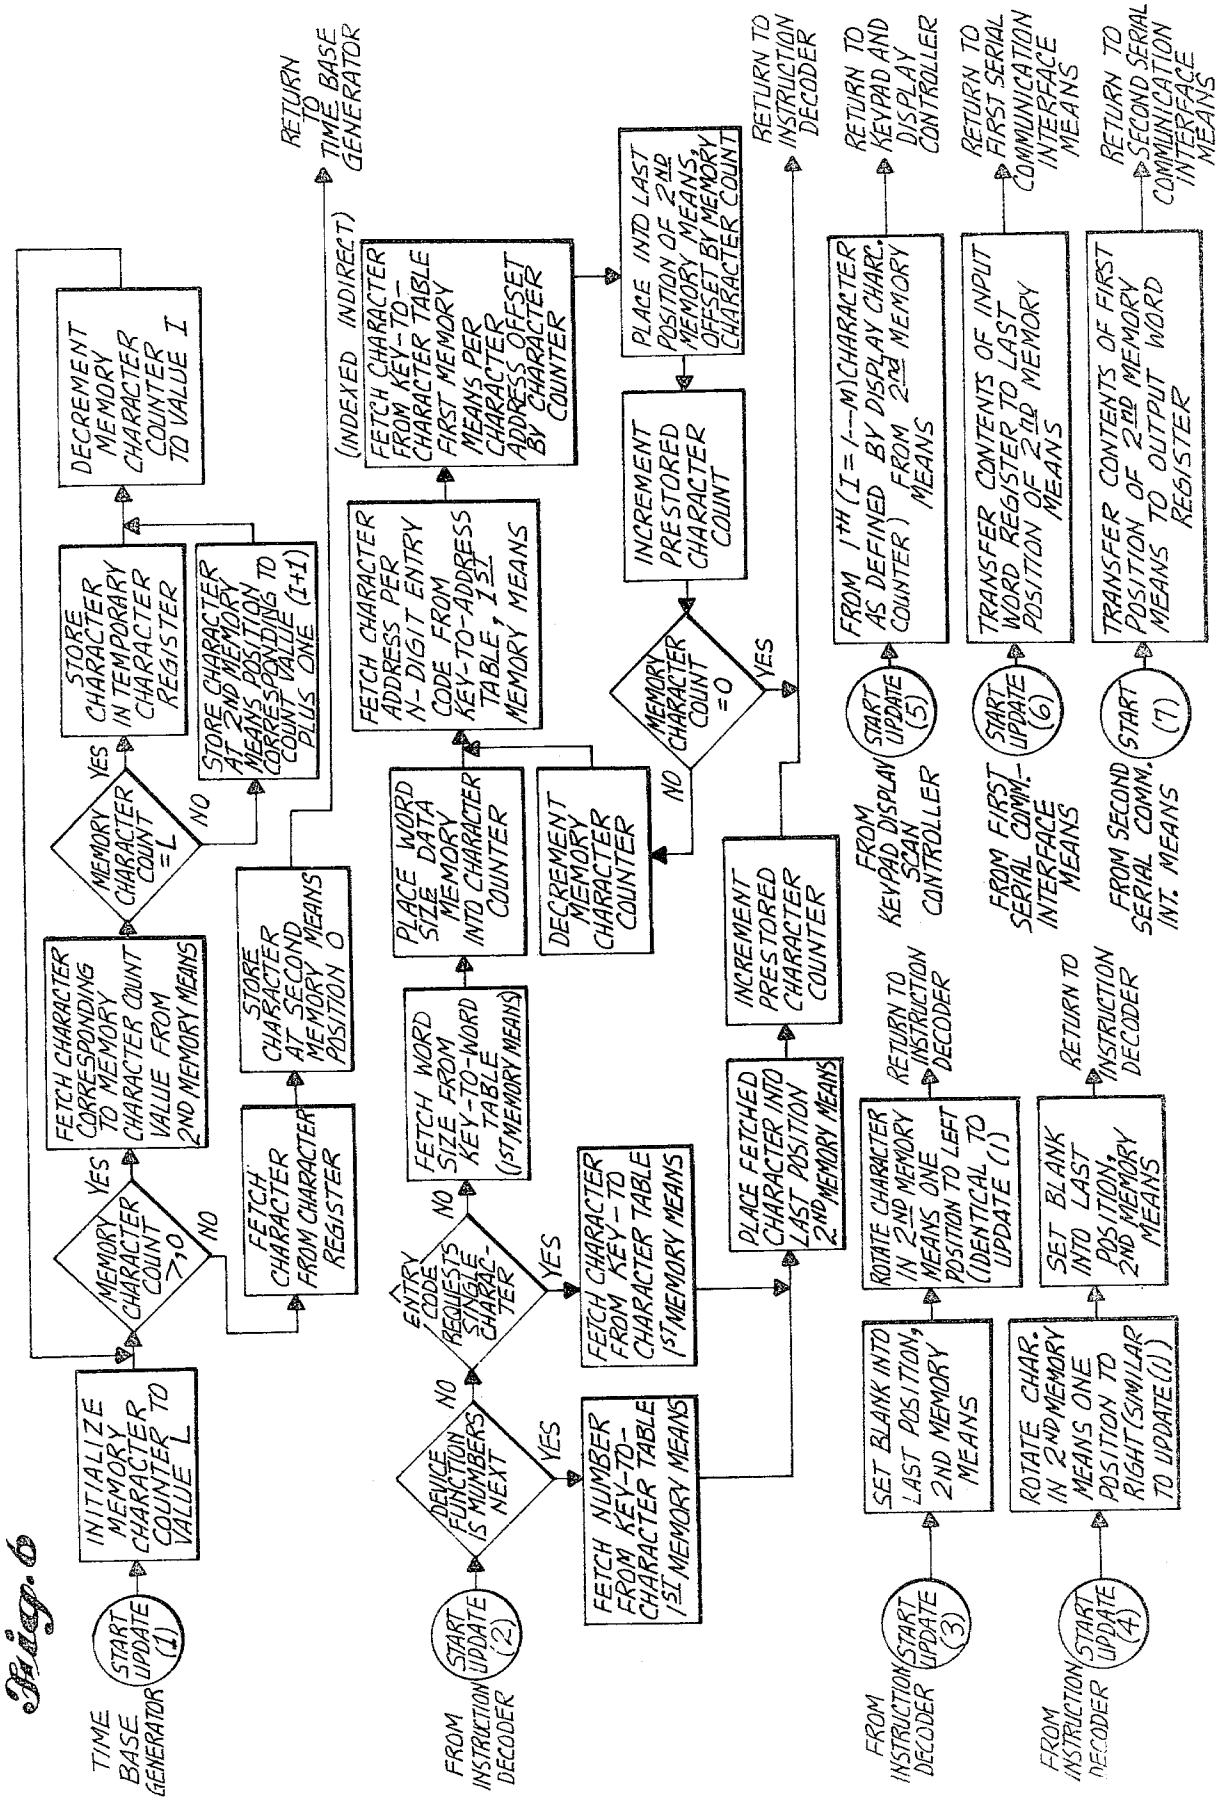 Fig. 6
TIME
BASE
GENERATOR
START
UPDATE
(1)
INITIALIZE
MEMORY
CHARACTER
COUNTER TO
VALUE L
MEMORY
CHARACTER
COUNT
>,0
YES
NO
FETCH CHARACTER
CORRESPONDING
TO MEMORY
CHARACTER COUNT
VALUE FROM
2ND MEMORY MEANS
MEMORY
CHARACTER
COUNT
=L
YES
NO
STORE
CHARACTER
IN TEMPORARY
CHARACTER
REGISTER
STORE CHARACTER
AT 2ND MEMORY
MEANS POSITION
CORRESPONDING TO
COUNT VALUE (I+1)
PLUS ONE
DECREMENT
MEMORY
CHARACTER
COUNTER
TO VALUE I
FETCH
CHARACTER
FROM CHARACTER
REGISTER
STORE
CHARACTER
AT SECOND
MEMORY MEANS
POSITION 0
RETURN
TO
TIME BASE
GENERATOR
FROM
INSTRUCTION
DECODER
START
UPDATE
(2)
DEVICE
FUNCTION
IS MUMBERS
NEXT
NO
YES
ENTRY
CODE
REQUESTS
SINGLE
CHARAC-
TER
NO
YES
FETCH NUMBER
FROM KEY-TO-
CHARACTER TABLE
1ST MEMORY MEANS
FETCH CHARACTER
FROM KEY-TO
CHARACTER TABLE
1ST MEMORY MEANS
FETCH WORD
SIZE FROM
KEY-TO-WORD
TABLE
(1ST MEMORY MEANS)
PLACE WORD
SIZE DATA
MEMORY
INTO CHARACTER
COUNTER
DECREMENT
MEMORY
CHARACTER
COUNTER
FETCH CHARACTER
ADDRESS PER
N-DIGIT ENTRY
CODE FROM
KEY-TO-ADDRESS
TABLE, 1ST
MEMORY MEANS
(INDEXED INDIRECT)
FETCH CHARACTER
FROM KEY-TO-
CHARACTER TABLE
FIRST MEMORY
MEANS PER
CHARACTER
ADDRESS OFFSET
BY CHARACTER
COUNTER
PLACE INTO LAST
POSITION OF 2ND
MEMORY MEANS,
OFFSET BY MEMORY
CHARACTER COUNT
INCREMENT
PRESTORED
CHARACTER
COUNT
MEMORY
CHARACTER
COUNT
=0
NO
YES
PLACE FETCHED
CHARACTER INTO
LAST POSITION
2ND MEMORY MEANS
INCREMENT
PRESTORED
CHARACTER
COUNTER
RETURN TO
INSTRUCTION
DECODER
FROM
INSTRUCTION
DECODER
START
UPDATE
(3)
SET BLANK INTO
LAST POSITION,
2ND MEMORY
MEANS
ROTATE CHARACTER
IN 2ND MEMORY
MEANS ONE
POSITION TO LEFT
(IDENTICAL TO
UPDATE (1)
RETURN TO
INSTRUCTION
DECODER
FROM
INSTRUCTION
DECODER
START
UPDATE
(4)
ROTATE CHAR.
IN 2ND MEMORY
MEANS ONE
POSITION TO
RIGHT (SIMILAR
TO UPDATE(1)
SET BLANK
INTO LAST
POSITION,
2ND MEMORY
MEANS
RETURN TO
INSTRUCTION
DECODER
FROM
KEYPAD DISPLAY
SCAN
CONTROLLER
START
UPDATE
(5)
FROM 1TH (I = 1---M)CHARACTER
AS DEFINED BY DISPLAY CHARC.
COUNTER) FROM 2nd MEMORY
MEANS
RETURN TO
KEYPAD AND
DISPLAY
CONTROLLER
FROM FIRST
SERIAL COMM.-
INTERFACE
MEANS
START
UPDATE
(6)
TRANSFER CONTENTS OF INPUT
WORD REGISTER TO LAST
POSITION OF 2nd MEMORY
MEANS
RETURN TO
FIRST SERIAL
COMMUNICATION
INTERFACE
MEANS
FROM SECOND
SERIAL COMM.
INT. MEANS
START
(7)
TRANSFER CONTENTS OF FIRST
POSITION OF 2nd MEMORY
MEANS TO OUTPUT WORD
REGISTER
RETURN TO
SECOND SERIAL
COMMUNICATION
INTERFACE
MEANS